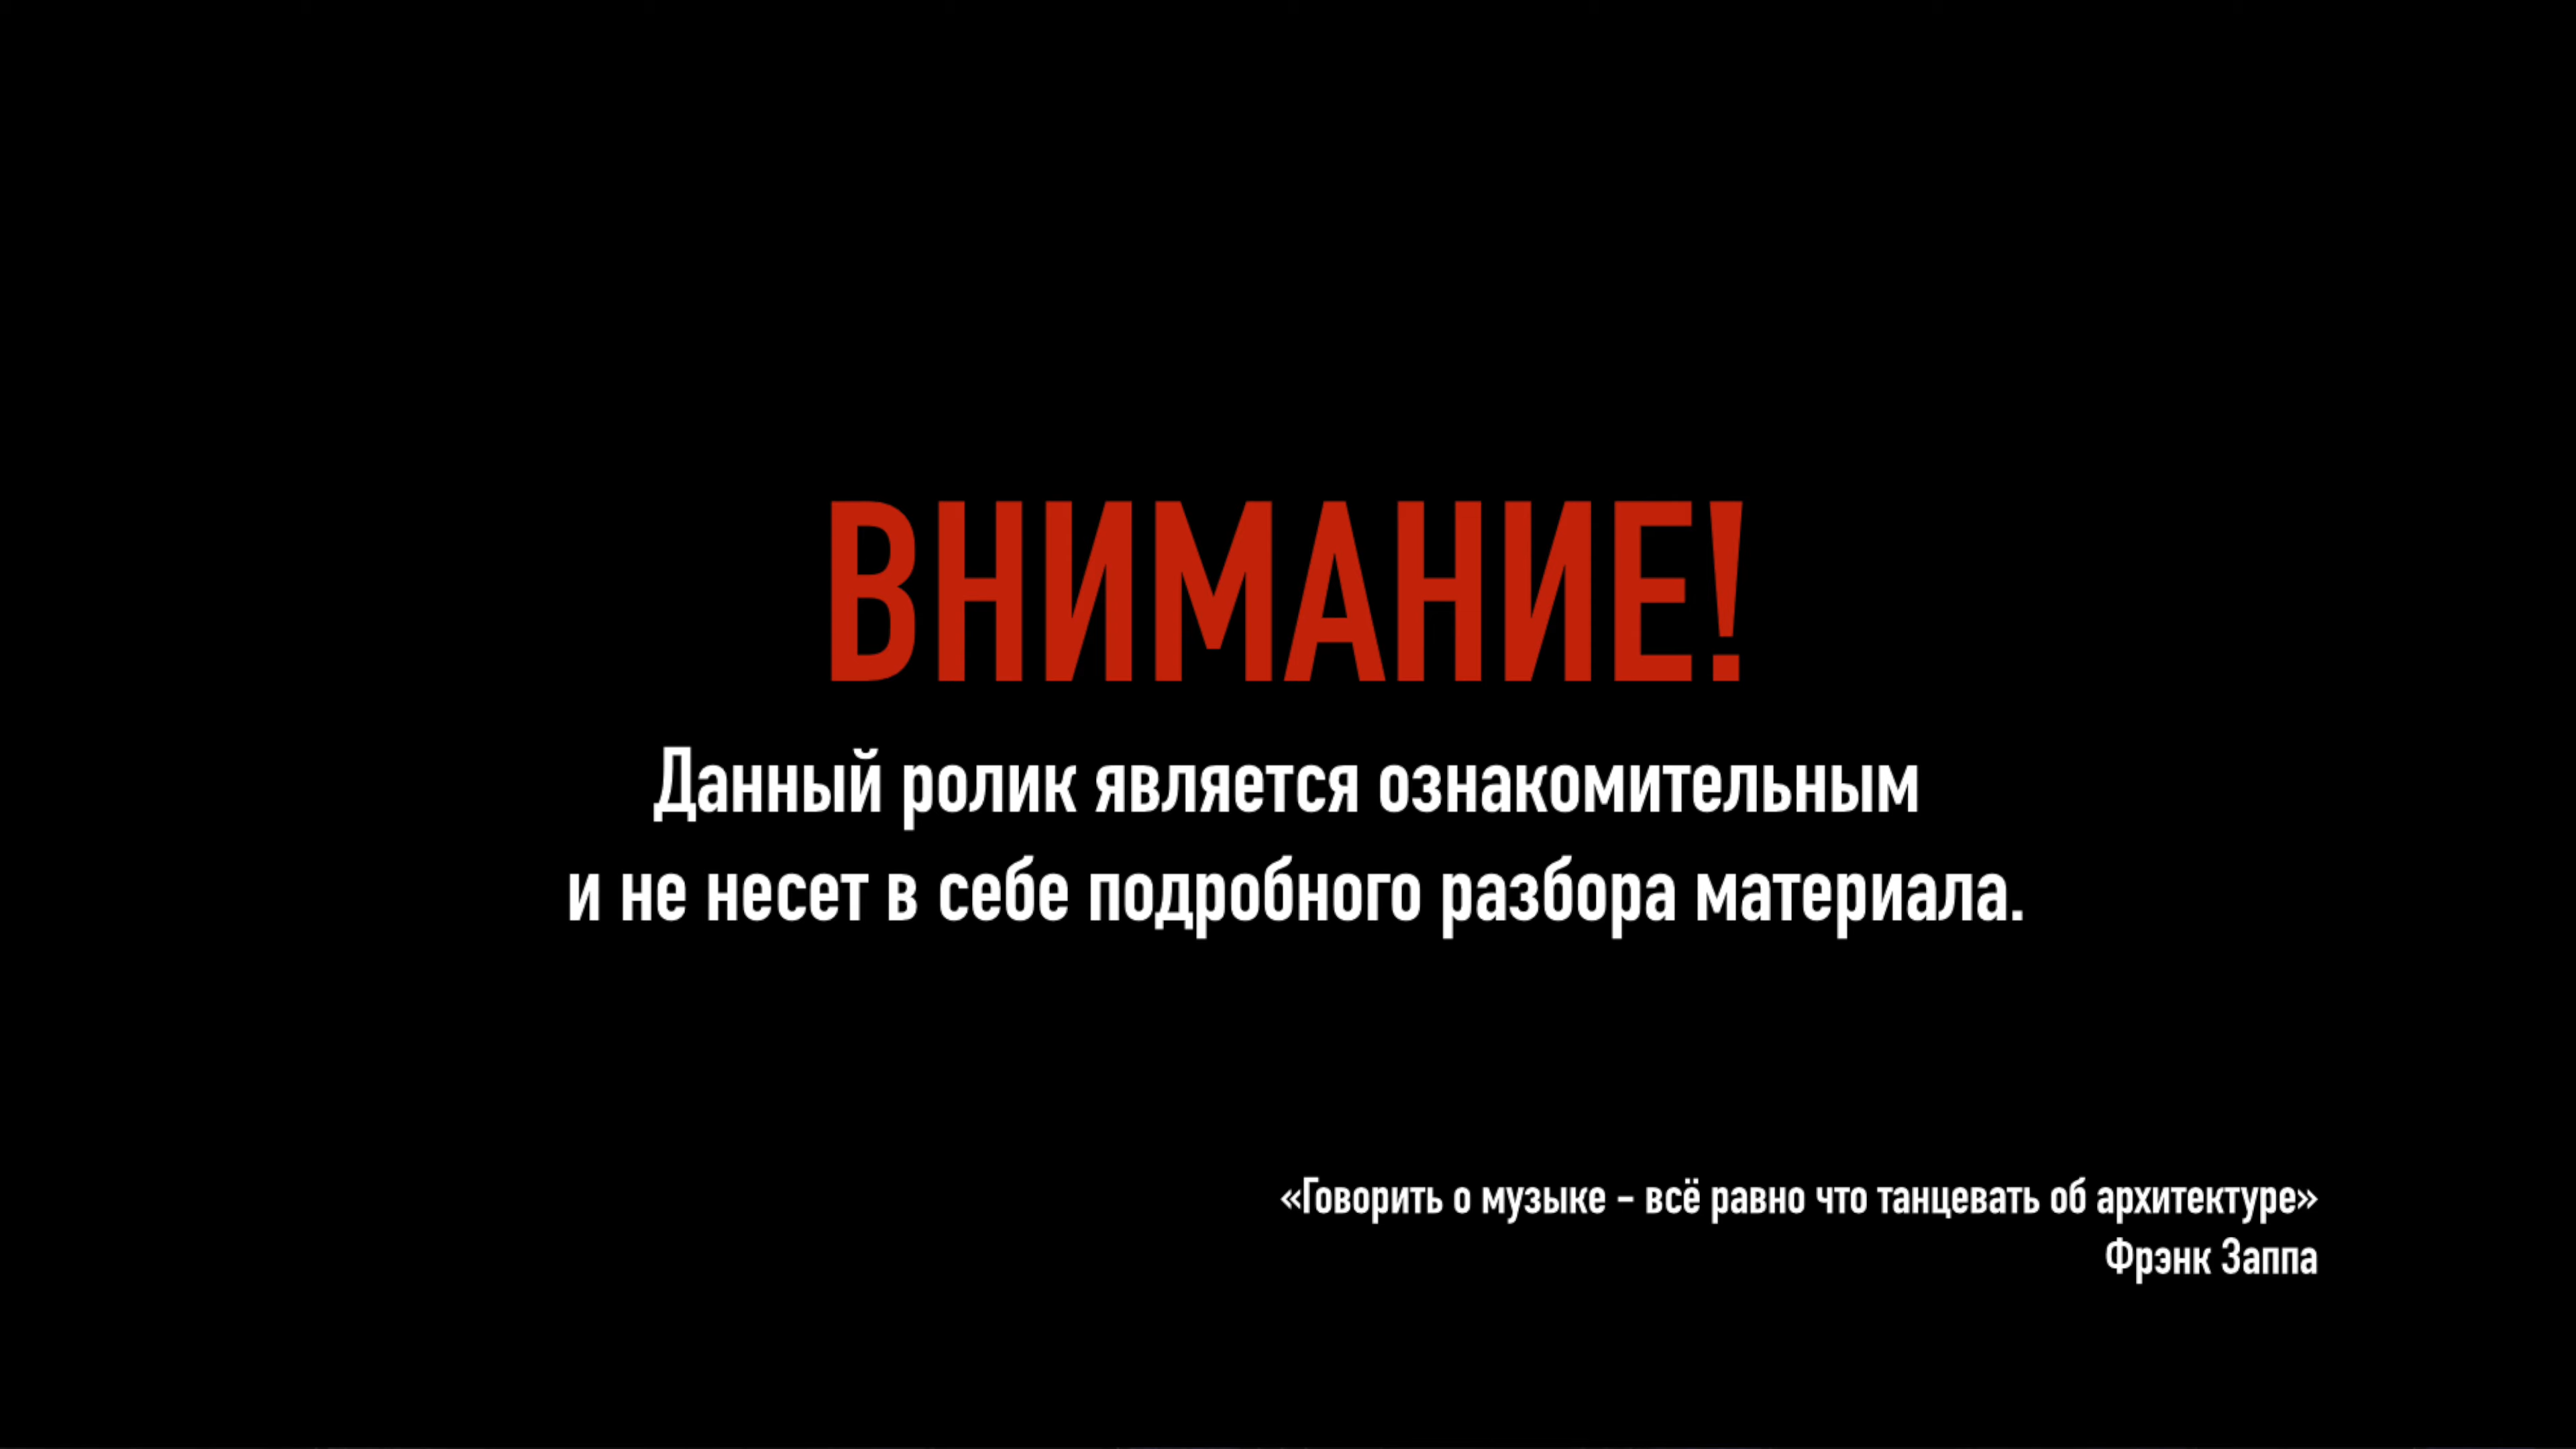 ВНИМАНИЕ!
Данный ролик является ознакомительным
и не несет в себе подробного разбора материала.
«Говорить о музыке – всё равно что танцевать об архитектуре»
Фрэнк Заппа